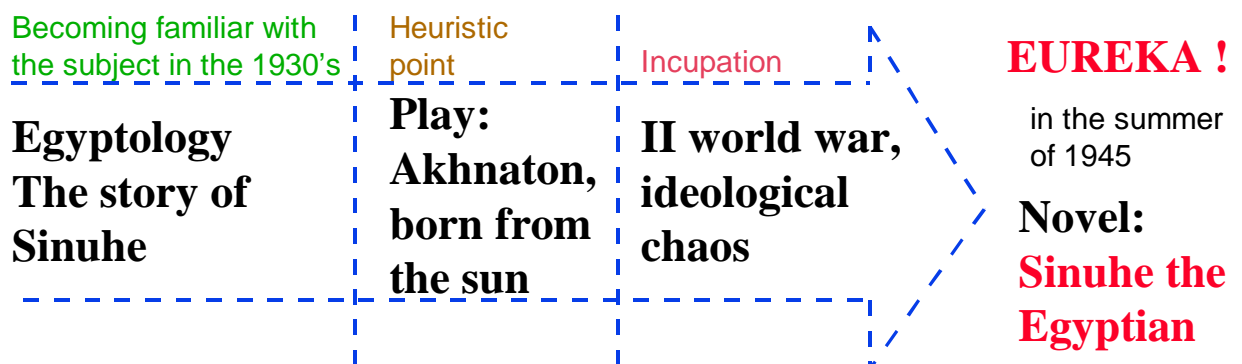 Becoming familiar with
the subject in the 1930's
Egyptology
The story of
Sinuhe
Heuristic
point
Play:
Akhnaton,
born from
the sun
Incupation
II world war,
ideological
chaos
EUREKA !
in the summer
of 1945
Novel:
Sinuhe the
Egyptian